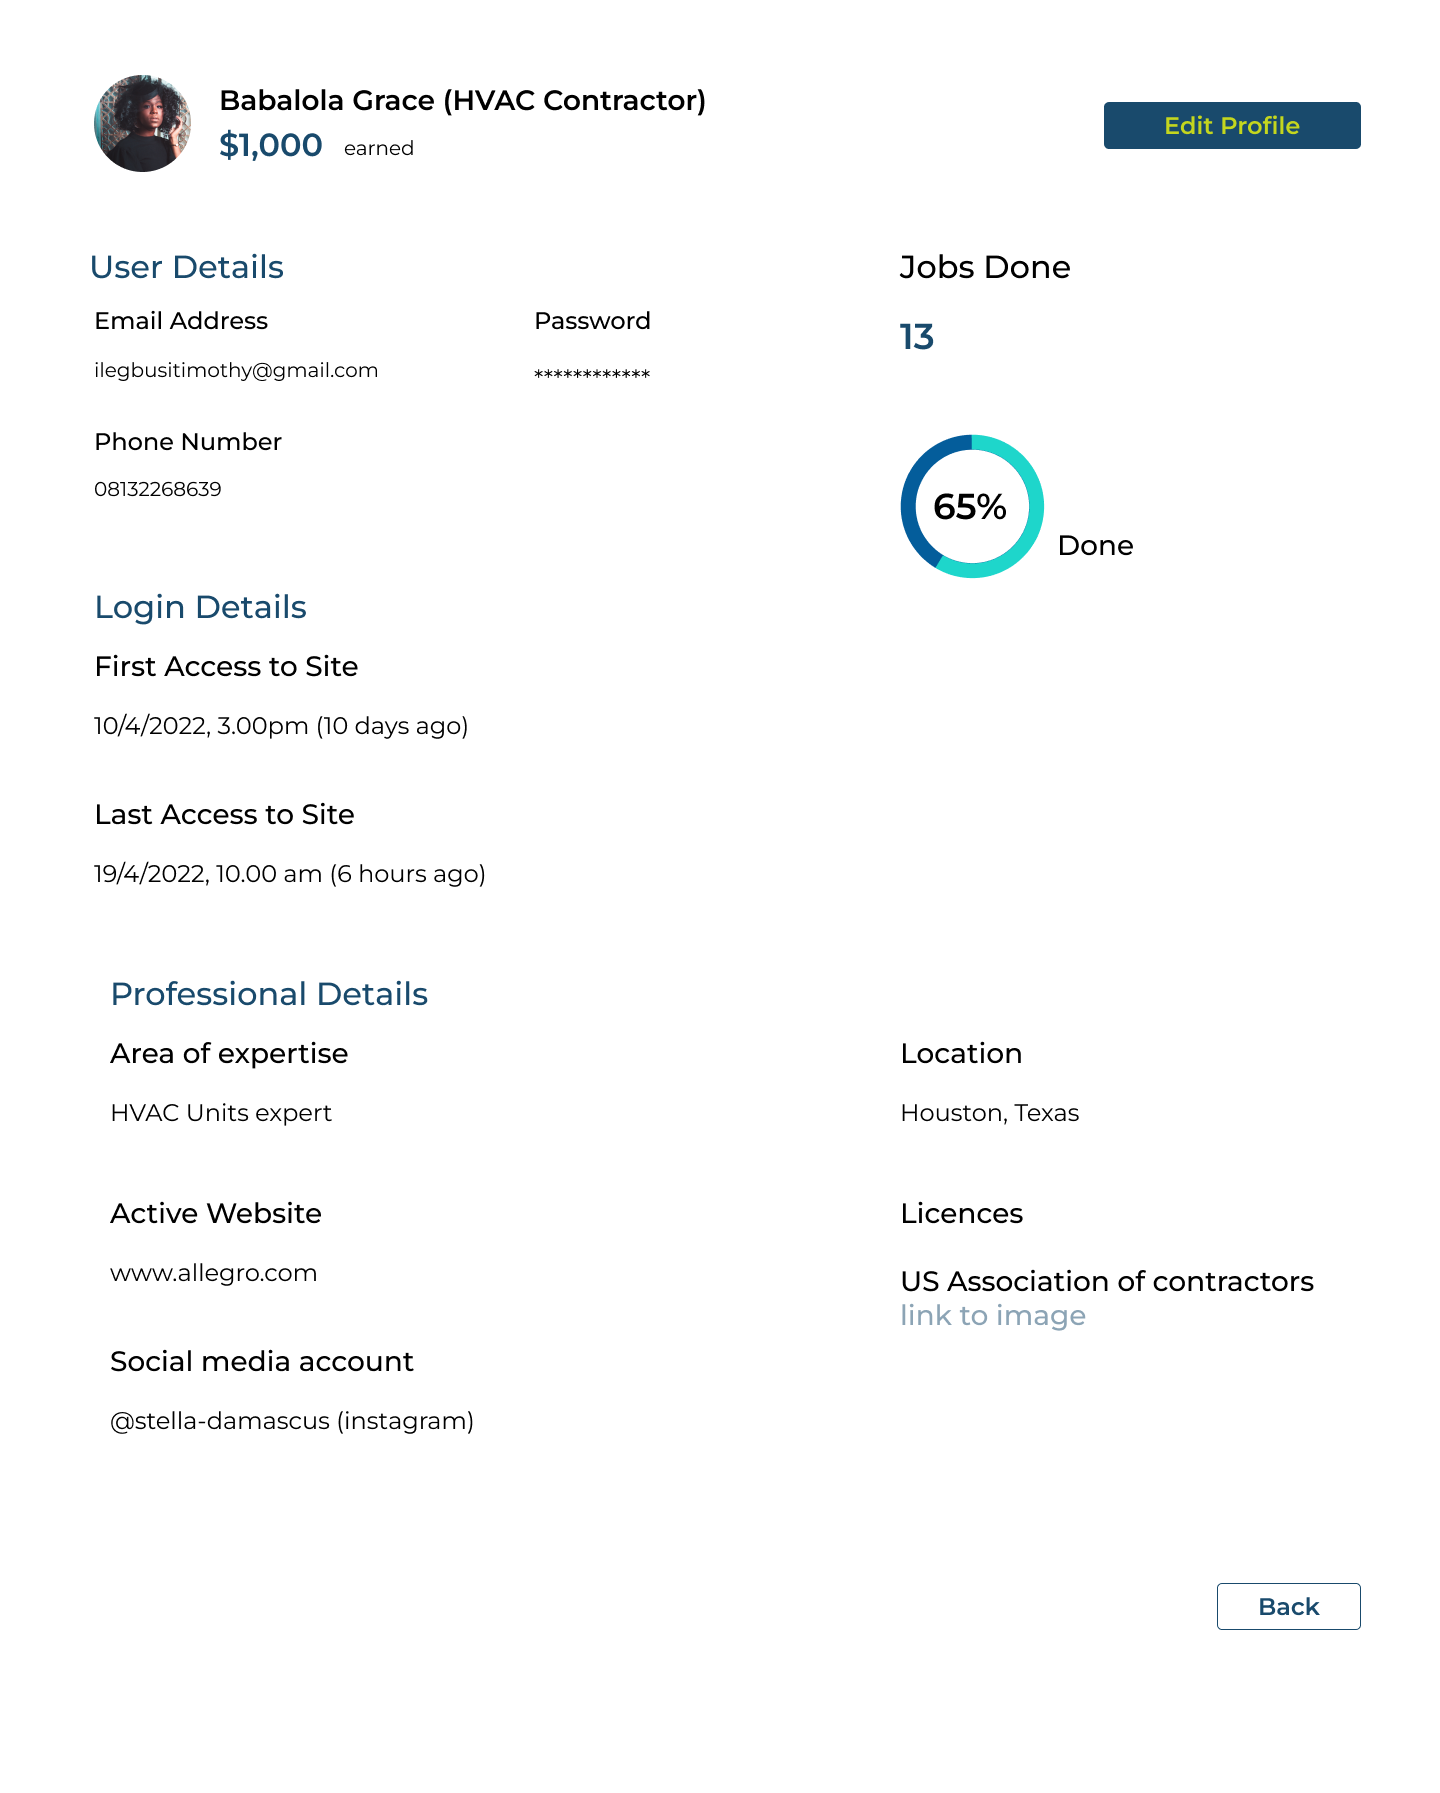 Babalola Grace (HVAC Contractor)
$1,000 earned
Edit Profile
User Details
Email Address
ilegbusitimothy@gmail.com
Password
************
Phone Number
08132268639
Jobs Done
13
65%
Done
Login Details
First Access to Site
10/4/2022, 3.00pm (10 days ago)
Last Access to Site
19/4/2022, 10.00 am (6 hours ago)
Professional Details
Area of expertise
HVAC Units expert
Location
Houston, Texas
Active Website
www.allegro.com
Licences
US Association of contractors
link to image
Social media account
@stella-damascus (instagram)
Back